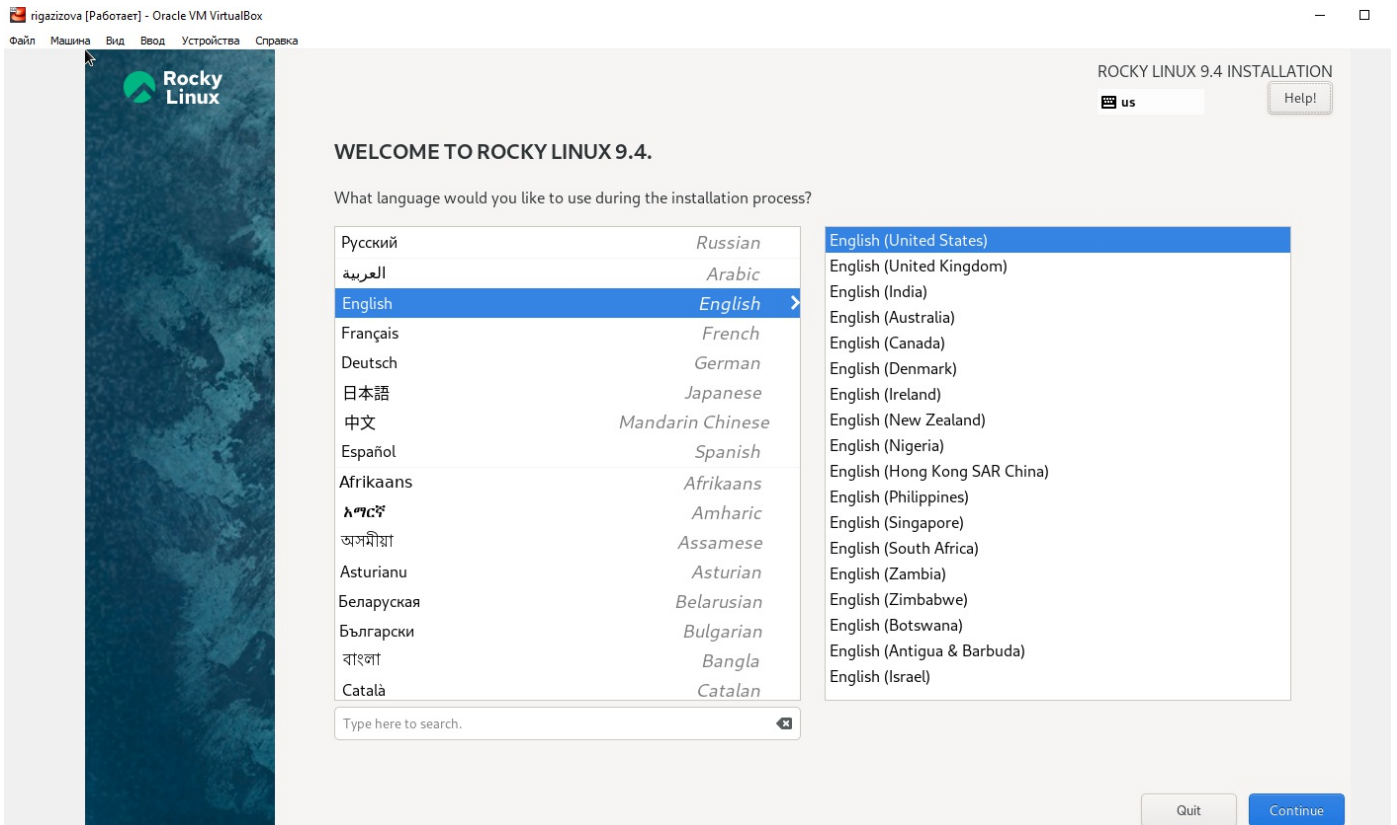 rigazizova [Работает] - Oracle VM VirtualBox
Файл Машина Вид Ввод Устройства Справка
Rocky
Linux
ROCKY LINUX 9.4 INSTALLATION
us
Help!
WELCOME TO ROCKY LINUX 9.4.
What language would you like to use during the installation process?
Русский Russian
العربية Arabic
English English
Français French
Deutsch German
日本語 Japanese
中文 Mandarin Chinese
Español Spanish
Afrikaans Afrikaans
አማርኛ Amharic
অসমীয়া Assamese
Asturianu Asturian
Беларуская Belarusian
Български Bulgarian
বাংলা Bangla
Català Catalan
Type here to search.
English (United States)
English (United Kingdom)
English (India)
English (Australia)
English (Canada)
English (Denmark)
English (Ireland)
English (New Zealand)
English (Nigeria)
English (Hong Kong SAR China)
English (Philippines)
English (Singapore)
English (South Africa)
English (Zambia)
English (Zimbabwe)
English (Botswana)
English (Antigua & Barbuda)
English (Israel)
Quit Continue